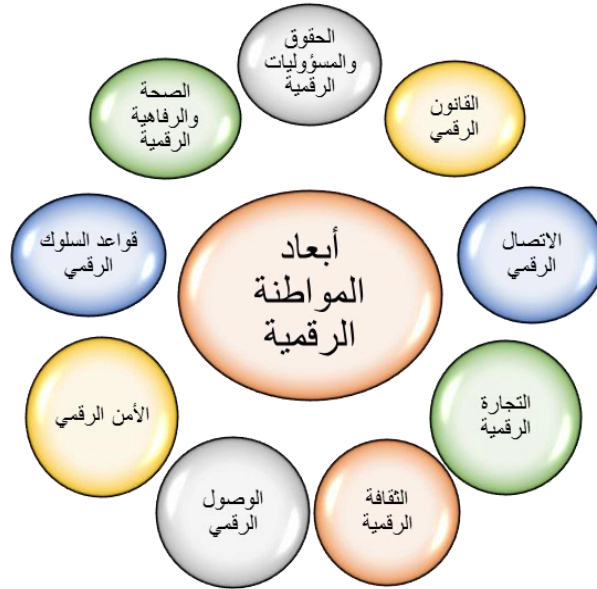 الحقوق
والمسؤوليات
الرقمية
القانون
الرقمي
الاتصال
الرقمي
التجارة
الرقمية
الثقافة
الرقمية
الوصول
الرقمي
الأمن الرقمي
قواعد السلوك
الرقمي
الصحة
والرفاهية
الرقمية
أبعاد
المواطنة
الرقمية